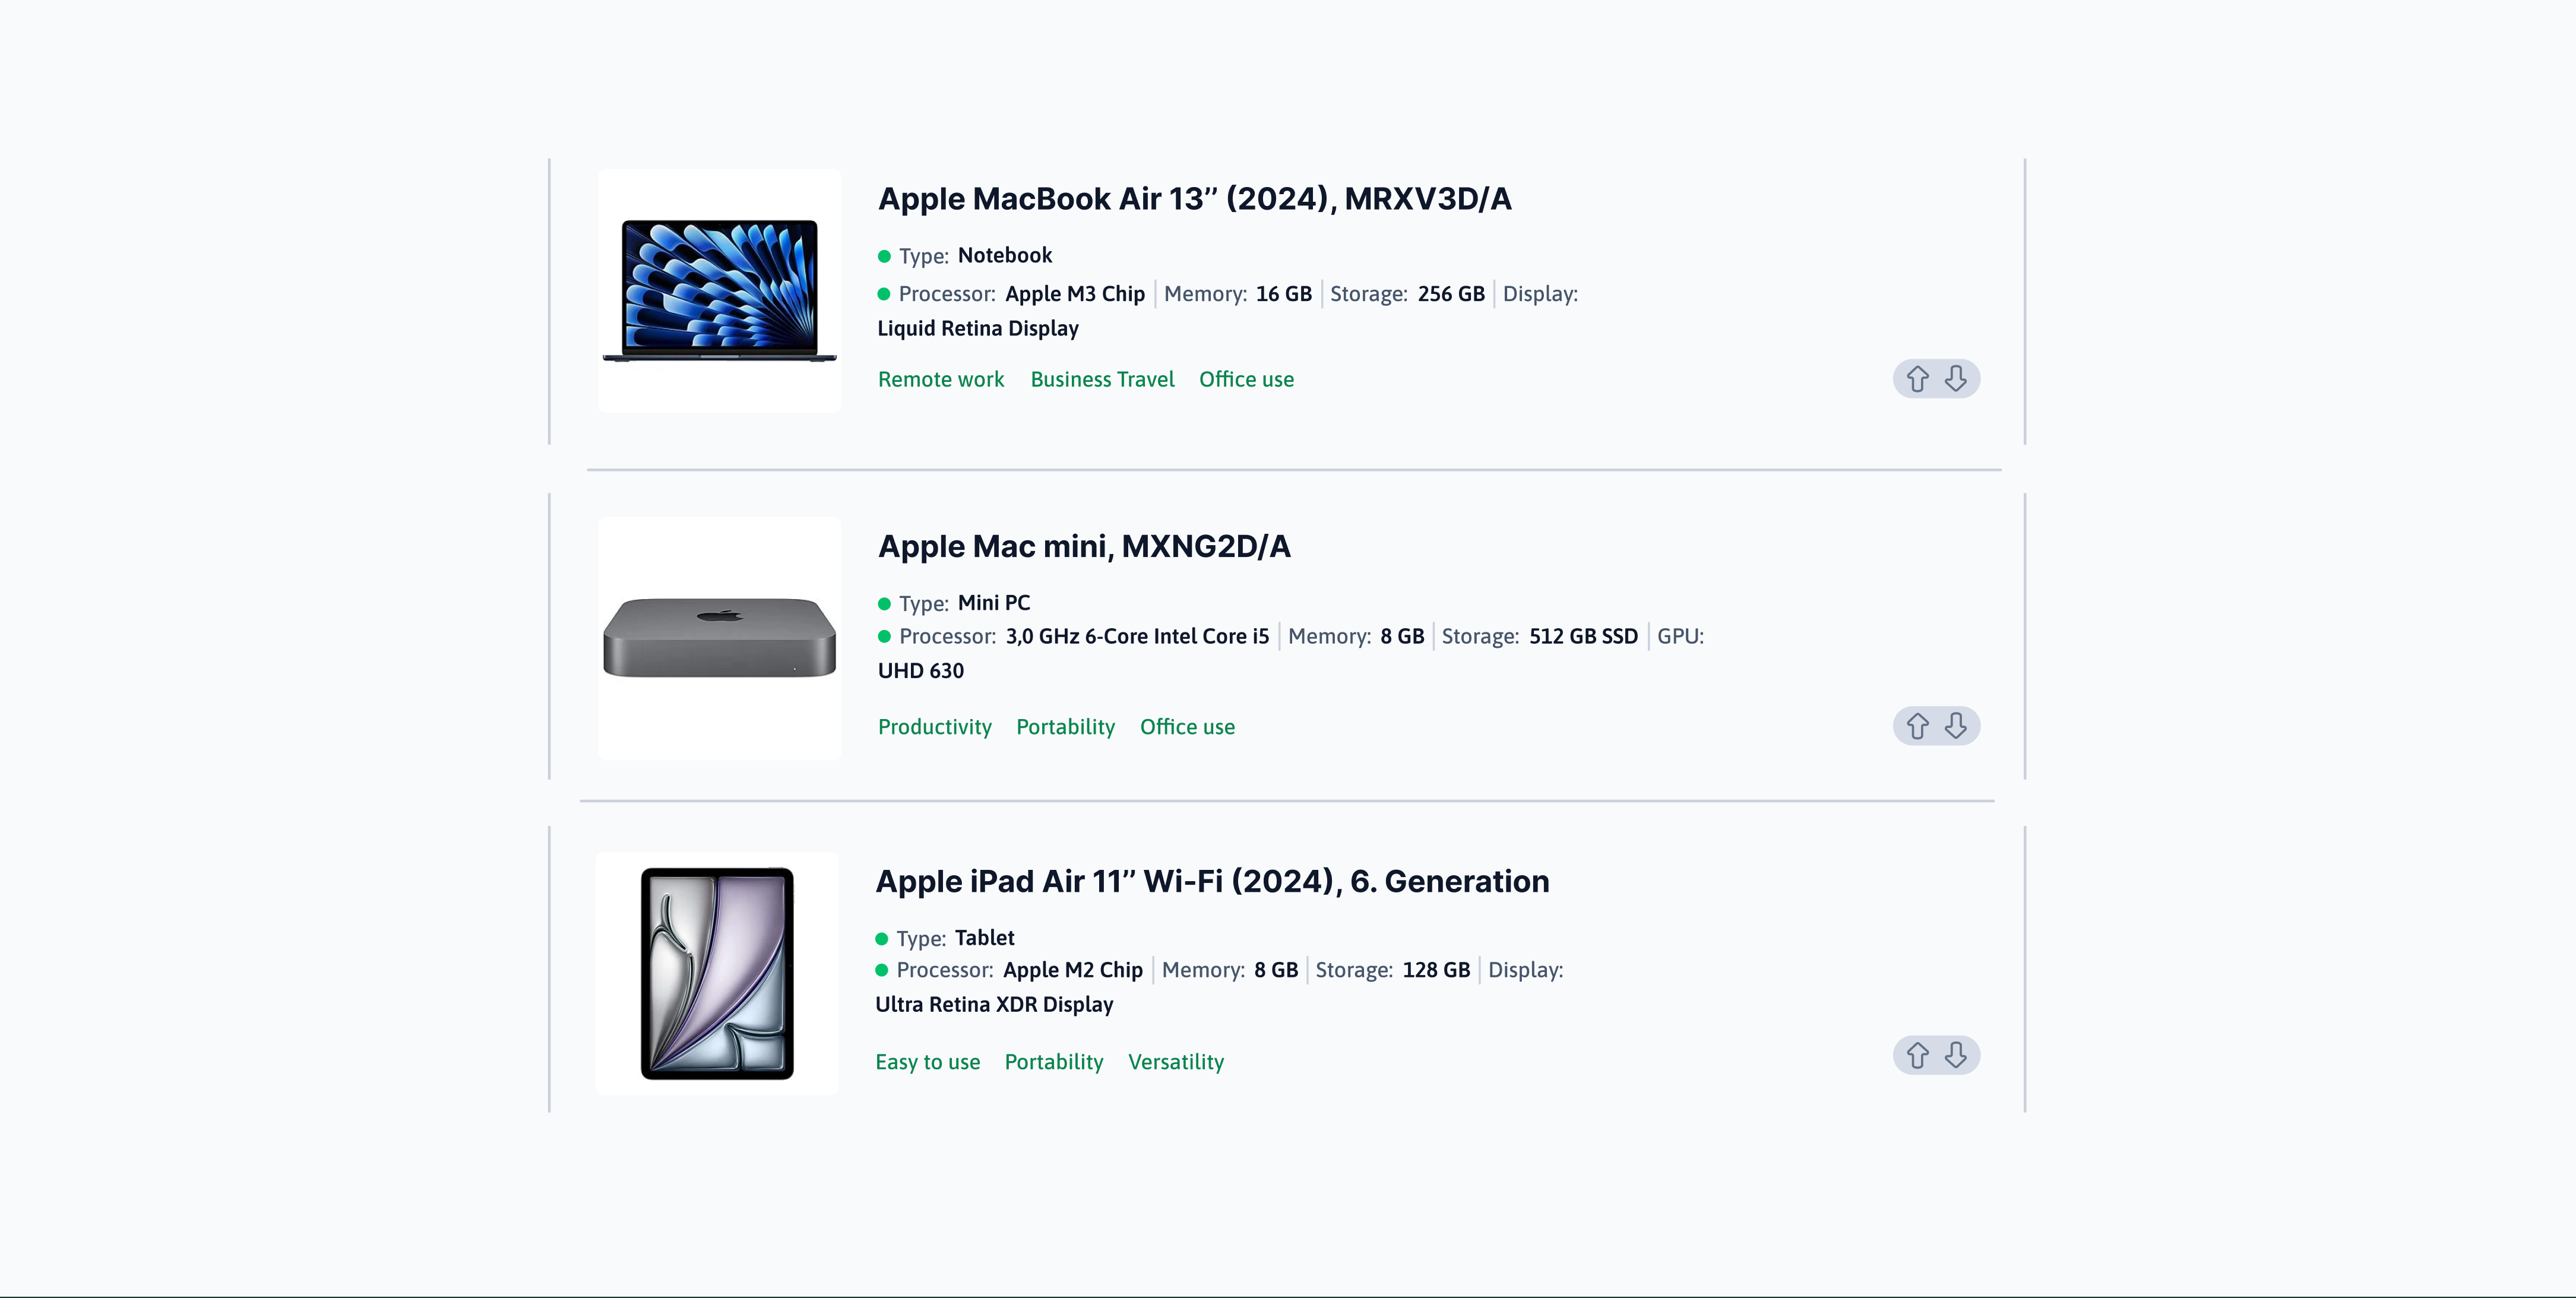 Apple MacBook Air 13’’ (2024), MRXV3D/A
Type: Notebook
Processor: Apple M3 Chip | Memory: 16 GB | Storage: 256 GB | Display:
Liquid Retina Display
Remote work Business Travel Office use
Apple Mac mini, MXNG2D/A
Type: Mini PC
Processor: 3,0 GHz 6-Core Intel Core i5 | Memory: 8 GB | Storage: 512 GB SSD | GPU:
UHD 630
Productivity Portability Office use
Apple iPad Air 11’’ Wi-Fi (2024), 6. Generation
Type: Tablet
Processor: Apple M2 Chip | Memory: 8 GB | Storage: 128 GB | Display:
Ultra Retina XDR Display
Easy to use Portability Versatility